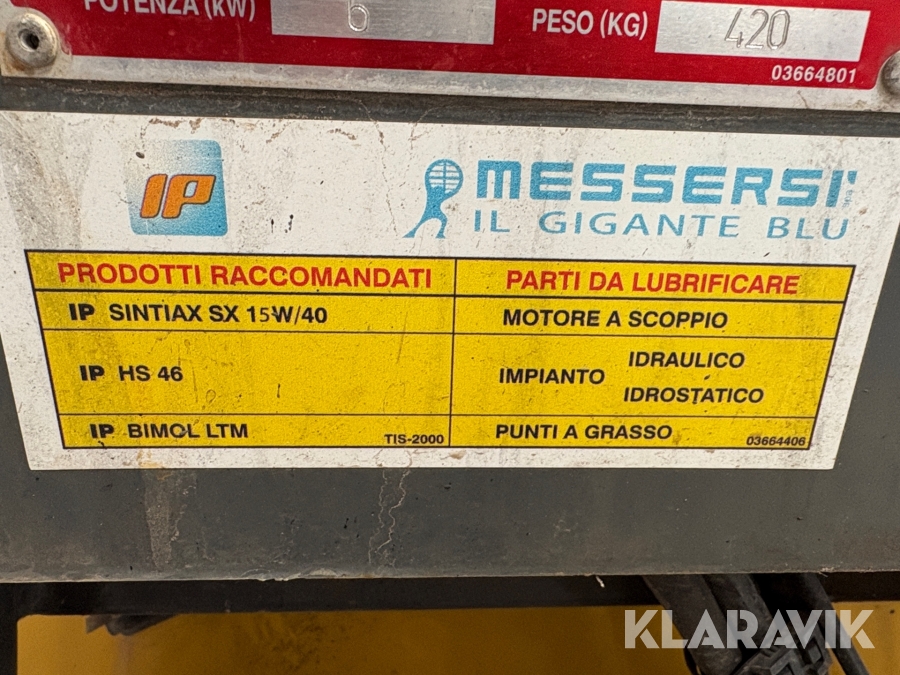 POTENZA (KW) 6 PESO (KG) 420
03664801
IP MESSERSI'
IL GIGANTE BLU
PRODOTTI RACCOMANDATI PARTI DA LUBRIFICARE
IP SINTIAX SX 15W/40 MOTORE A SCOPPIO
IP HS 46 IMPIANTO IDRAULICO
IDROSTATICO
IP BIMOL LTM TIS-2000 PUNTI A GRASSO 03664406
KLARAVIK